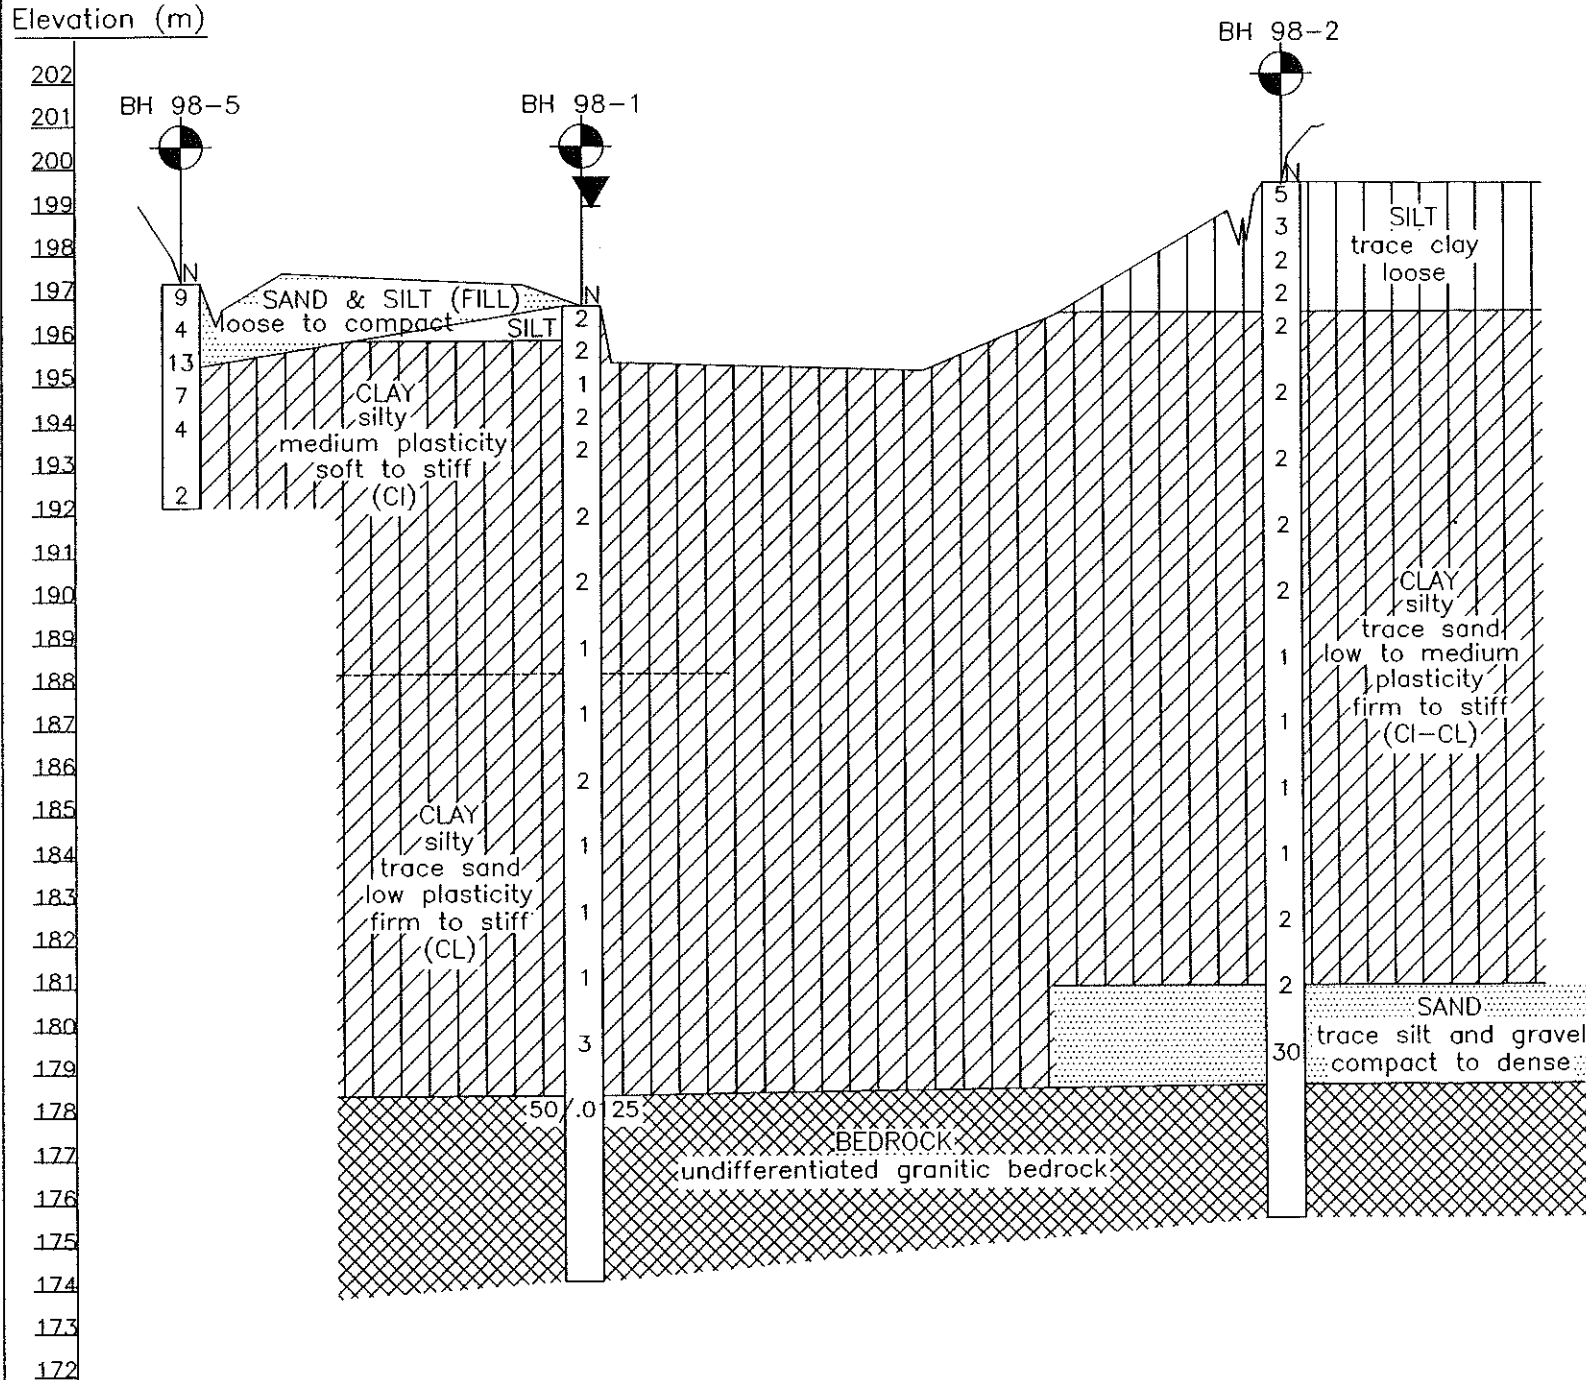 Elevation (m)
BH 98-2
202
BH 98-5
BH 98-1
201
200
N
199
5
SILT
3
trace clay
198
2
loose
N
197
9
SAND & SILT (FILL)
N
2
4
loose to compact
SILT
2
2
196
13
2
195
7
CLAY
1
2
silty
194
4
medium plasticity
2
193
soft to stiff
2
2
2
(CI)
192
2
2
191
2
2
CLAY
190
silty
189
trace sand
1
1
low to medium
188
plasticity
firm to stiff
187
1
1
(CI-CL)
186
2
1
185
CLAY
silty
184
1
1
trace sand
183
low plasticity
firm to stiff
1
2
182
(CL)
181
1
2
SAND
180
trace silt and gravel
3
30
compact to dense
179
50/.0125
178
BEDROCK
177
undifferentiated granitic bedrock
176
175
174
173
172